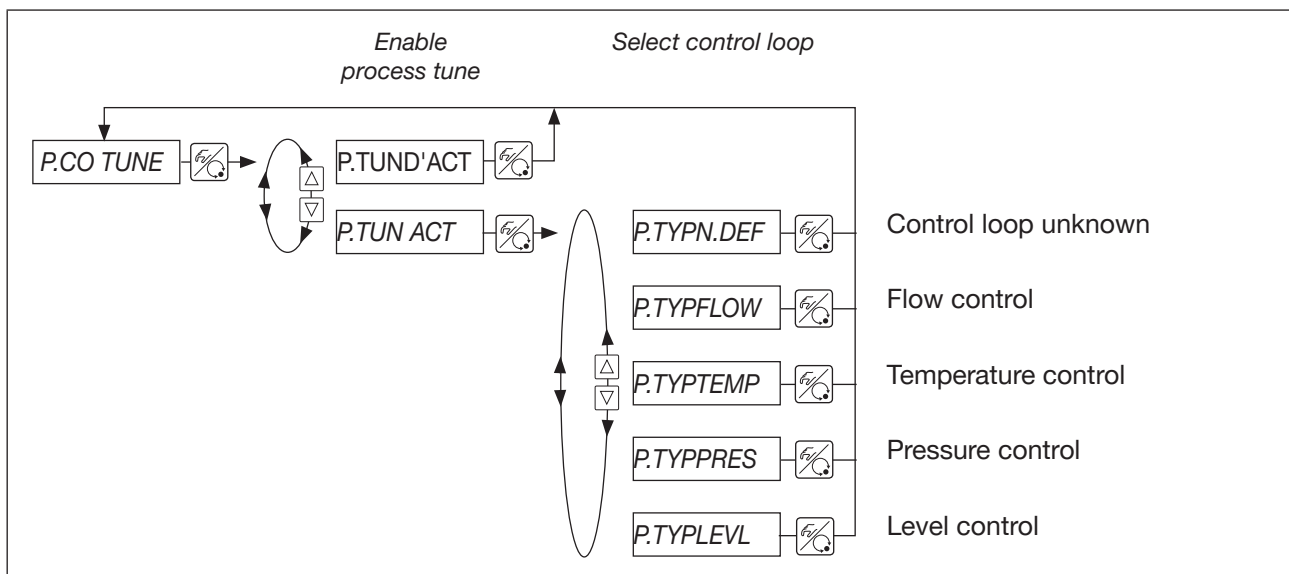 Enable
process tune
Select control loop
P.CO TUNE
P.TUND'ACT
P.TUN ACT
P.TYPN.DEF
Control loop unknown
P.TYPFLOW
Flow control
P.TYPTEMP
Temperature control
P.TYPPRES
Pressure control
P.TYPLEVL
Level control